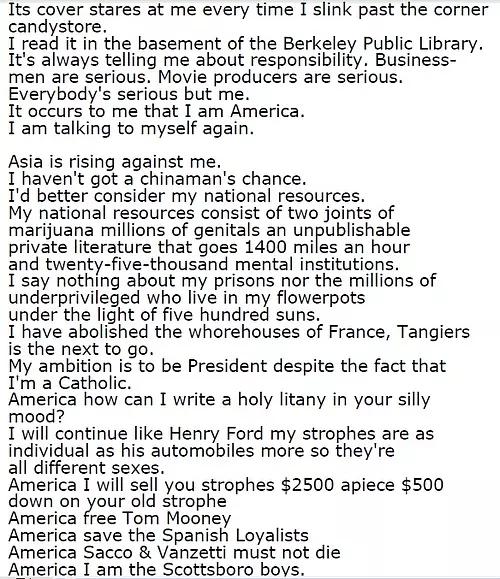 Its cover stares at me every time I slink past the corner
candystore.
I read it in the basement of the Berkeley Public Library.
It's always telling me about responsibility. Business-
men are serious. Movie producers are serious.
Everybody's serious but me.
It occurs to me that I am America.
I am talking to myself again.

Asia is rising against me.
I haven't got a chinaman's chance.
I'd better consider my national resources.
My national resources consist of two joints of
marijuana millions of genitals an unpublishable
private literature that goes 1400 miles an hour
and twenty-five-thousand mental institutions.
I say nothing about my prisons nor the millions of
underprivileged who live in my flowerpots
under the light of five hundred suns.
I have abolished the whorehouses of France, Tangiers
is the next to go.
My ambition is to be President despite the fact that
I'm a Catholic.
America how can I write a holy litany in your silly
mood?
I will continue like Henry Ford my strophes are as
individual as his automobiles more so they're
all different sexes.
America I will sell you strophes $2500 apiece $500
down on your old strophe
America free Tom Mooney
America save the Spanish Loyalists
America Sacco & Vanzetti must not die
America I am the Scottsboro boys.